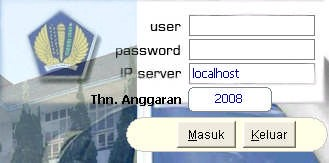 user
password
IP server localhost
Thn. Anggaran 2008
Masuk Keluar